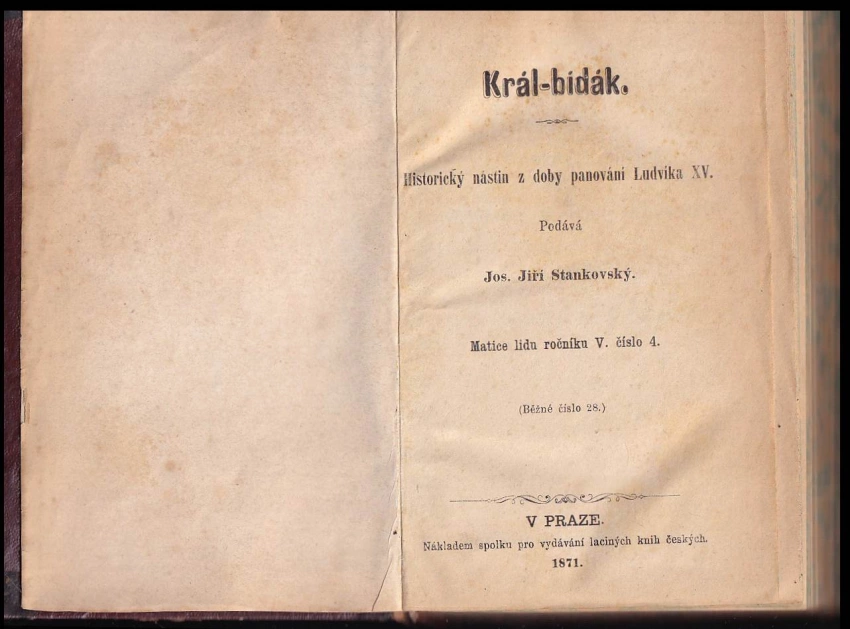 Král-bídák.
Historický nástin z doby panování Ludvíka XV.
Podává
Jos. Jiří Stankovský.
Matice lidu ročníku V. číslo 4.
(Běžné číslo 28.)
V PRAZE.
Nákladem spolku pro vydávání laciných knih českých.
1871.